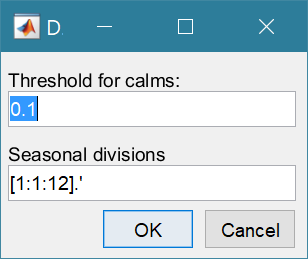 D.
Threshold for calms:
0.1
Seasonal divisions
[1:1:12].'
OK
Cancel